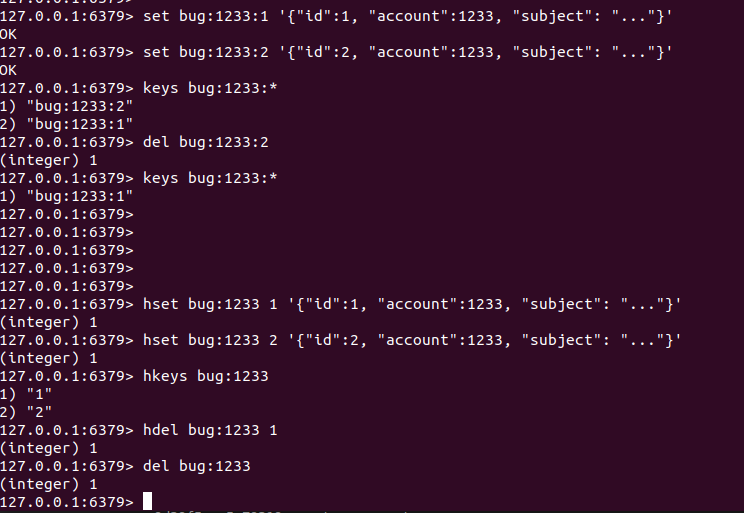 127.0.0.1:6379> set bug:1233:1 '{"id":1, "account":1233, "subject": "..."}'
OK
127.0.0.1:6379> set bug:1233:2 '{"id":2, "account":1233, "subject": "..."}'
OK
127.0.0.1:6379> keys bug:1233:*
1) "bug:1233:2"
2) "bug:1233:1"
127.0.0.1:6379> del bug:1233:2
(integer) 1
127.0.0.1:6379> keys bug:1233:*
1) "bug:1233:1"
127.0.0.1:6379>
127.0.0.1:6379>
127.0.0.1:6379>
127.0.0.1:6379>
127.0.0.1:6379>
127.0.0.1:6379> hset bug:1233 1 '{"id":1, "account":1233, "subject": "..."}'
(integer) 1
127.0.0.1:6379> hset bug:1233 2 '{"id":2, "account":1233, "subject": "..."}'
(integer) 1
127.0.0.1:6379> hkeys bug:1233
1) "1"
2) "2"
127.0.0.1:6379> hdel bug:1233 1
(integer) 1
127.0.0.1:6379> del bug:1233
(integer) 1
127.0.0.1:6379>